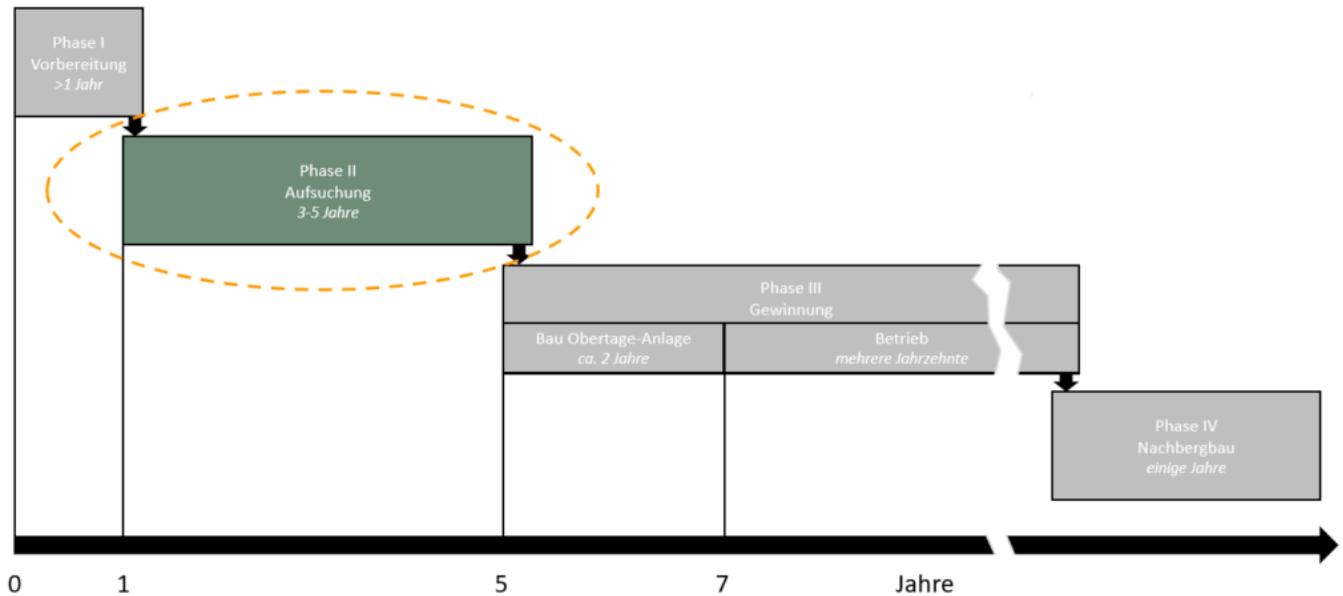 Phase I
Vorbereitung
>1 Jahr
Phase II
Aufsuchung
3-5 Jahre
Phase III
Gewinnung
Bau Obertage-Anlage
ca. 2 Jahre
Betrieb
mehrere Jahrzehnte
Phase IV
Nachbergbau
einige Jahre
0 1 5 7 Jahre